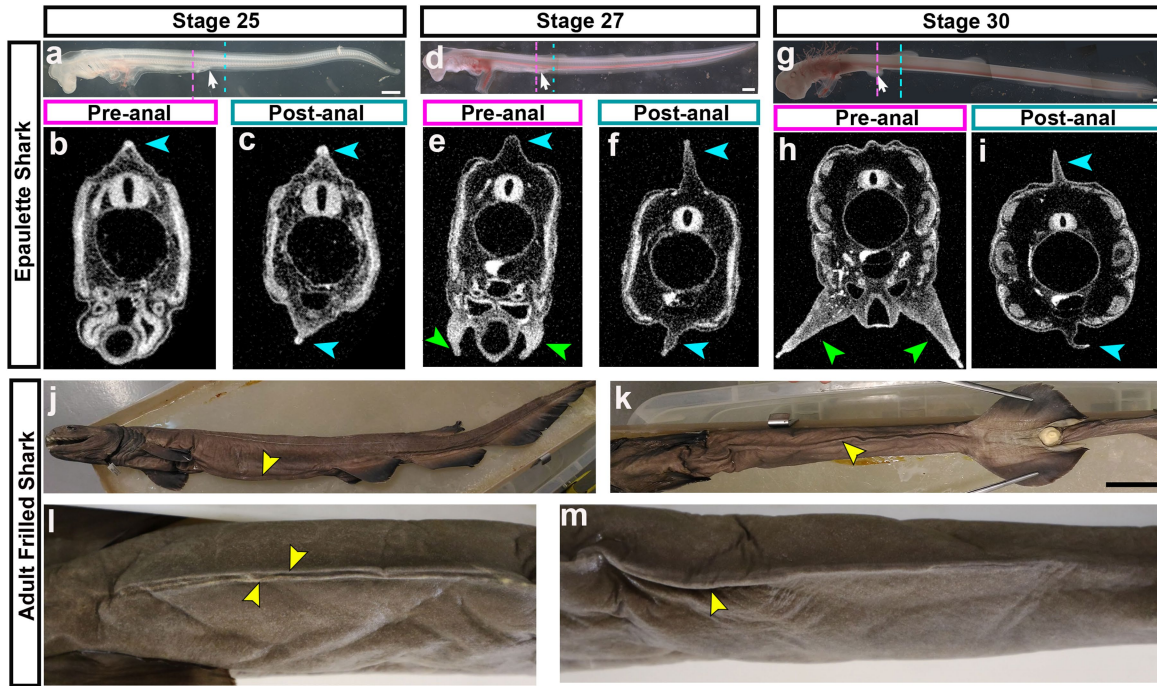 Stage 25
Stage 27
Stage 30
Epaulette Shark
a
d
g
Pre-anal
Post-anal
Pre-anal
Post-anal
Pre-anal
Post-anal
b
c
e
f
h
i
Adult Frilled Shark
j
k
l
m